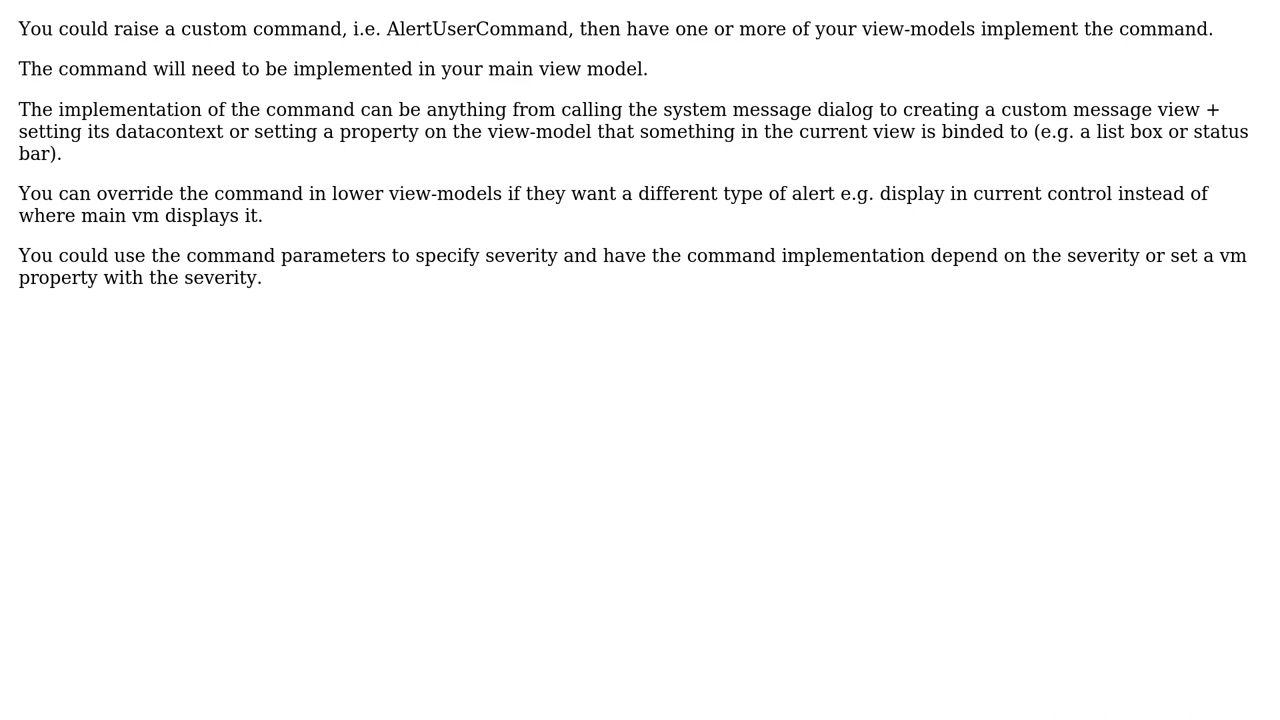 You could raise a custom command, i.e. AlertUserCommand, then have one or more of your view-models implement the command.
The command will need to be implemented in your main view model.
The implementation of the command can be anything from calling the system message dialog to creating a custom message view +
setting its datacontext or setting a property on the view-model that something in the current view is binded to (e.g. a list box or status
bar).
You can override the command in lower view-models if they want a different type of alert e.g. display in current control instead of
where main vm displays it.
You could use the command parameters to specify severity and have the command implementation depend on the severity or set a vm
property with the severity.